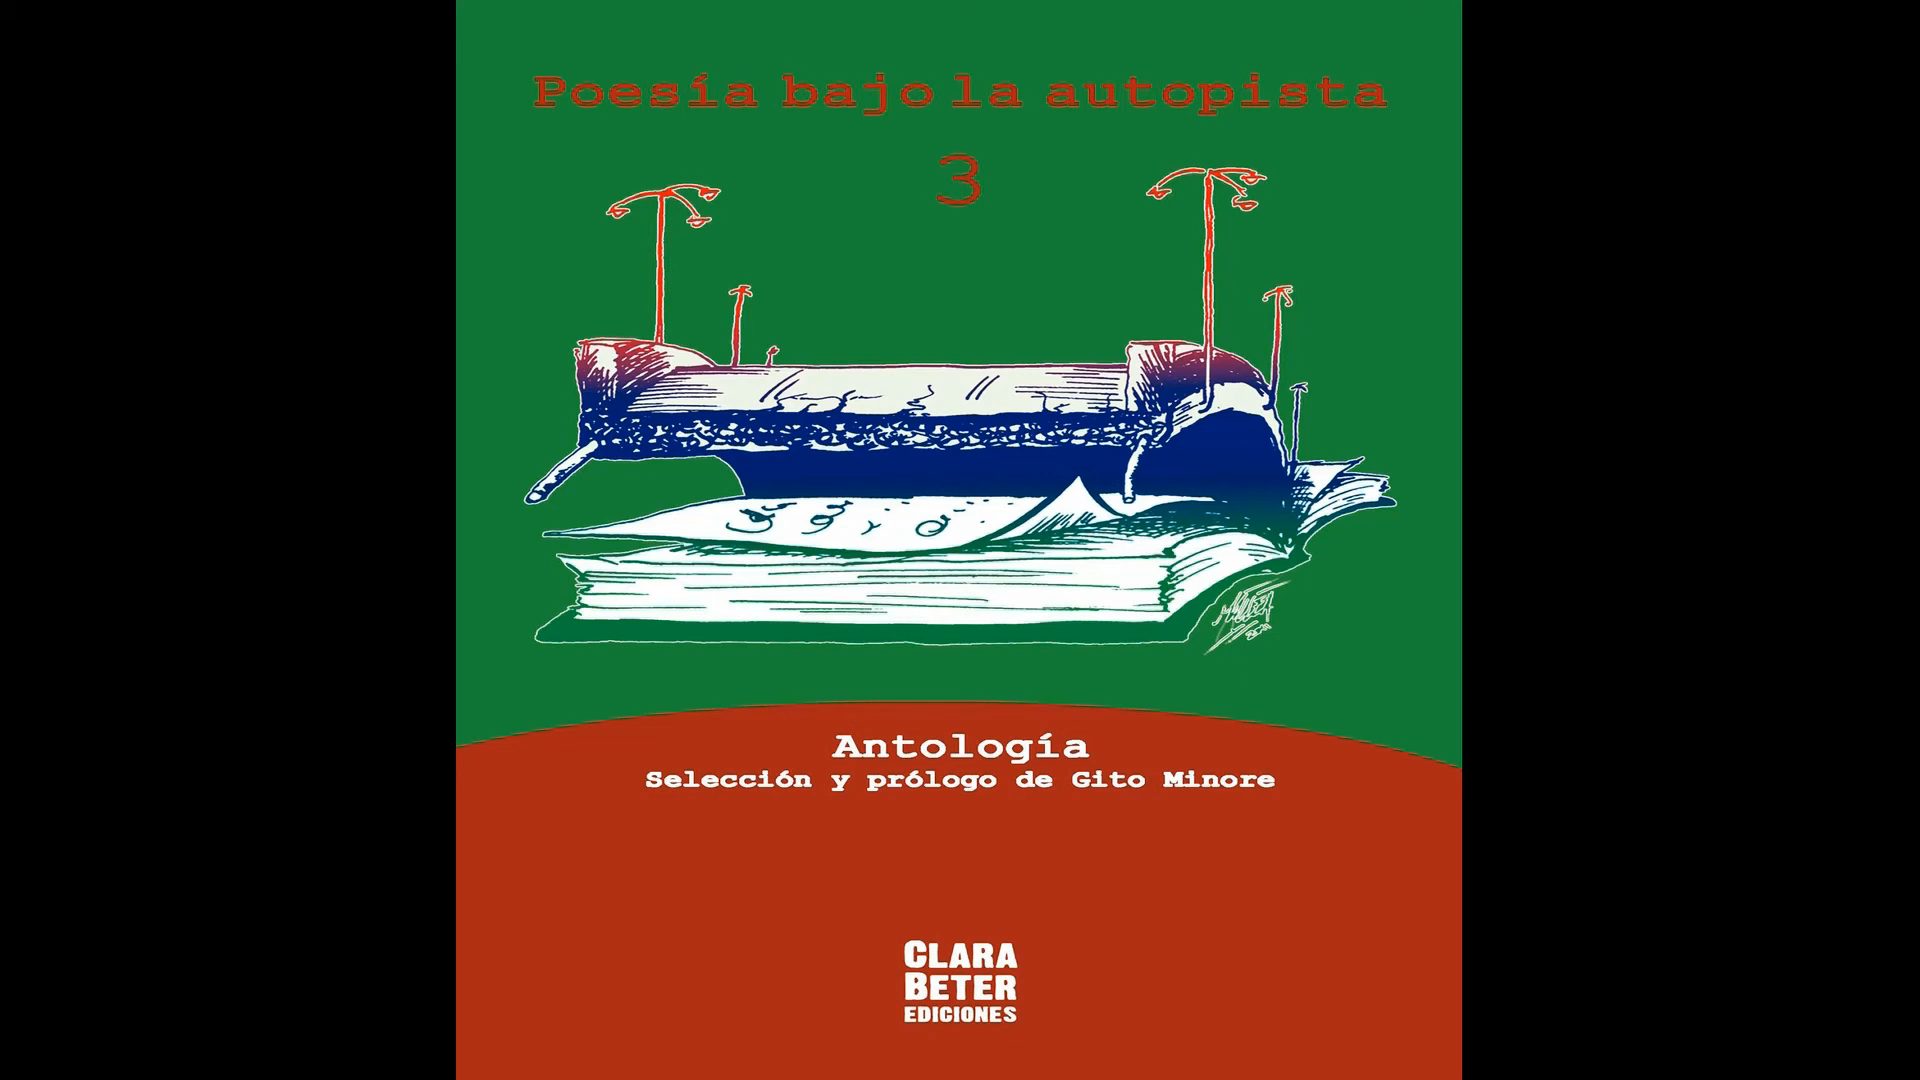 Poesía bajo la autopista
3
Antología
Selección y prólogo de Gito Minore
CLARA
BETER
EDICIONES